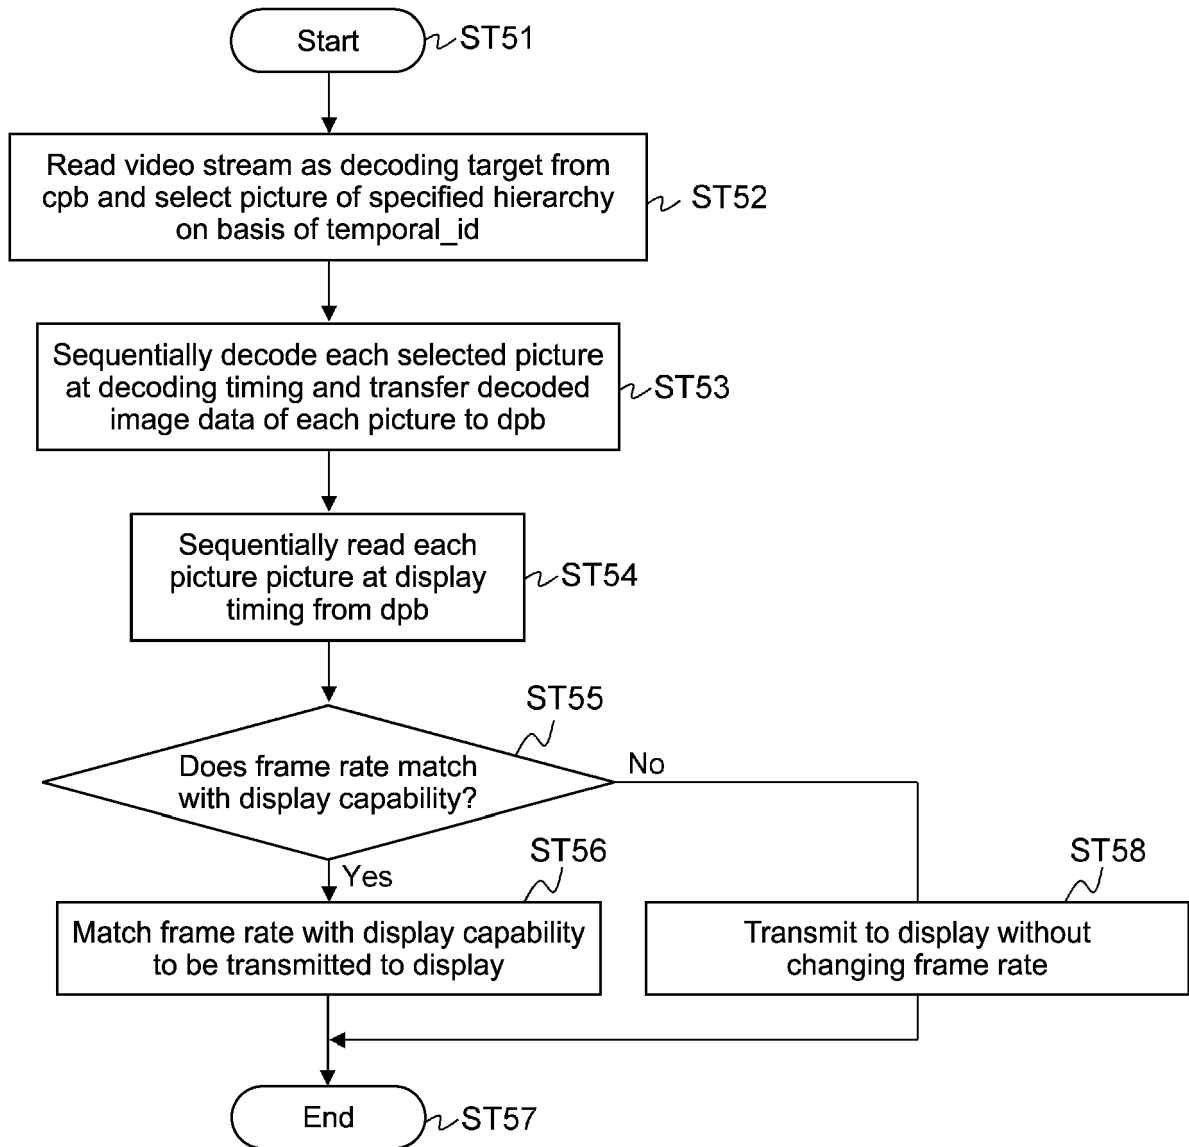 Start
ST51
Read video stream as decoding target from
cpb and select picture of specified hierarchy
on basis of temporal_id
ST52
Sequentially decode each selected picture
at decoding timing and transfer decoded
image data of each picture to dpb
ST53
Sequentially read each
picture picture at display
timing from dpb
ST54
ST55
Does frame rate match
with display capability?
No
Yes
ST56
Match frame rate with display capability
to be transmitted to display
ST58
Transmit to display without
changing frame rate
End
ST57